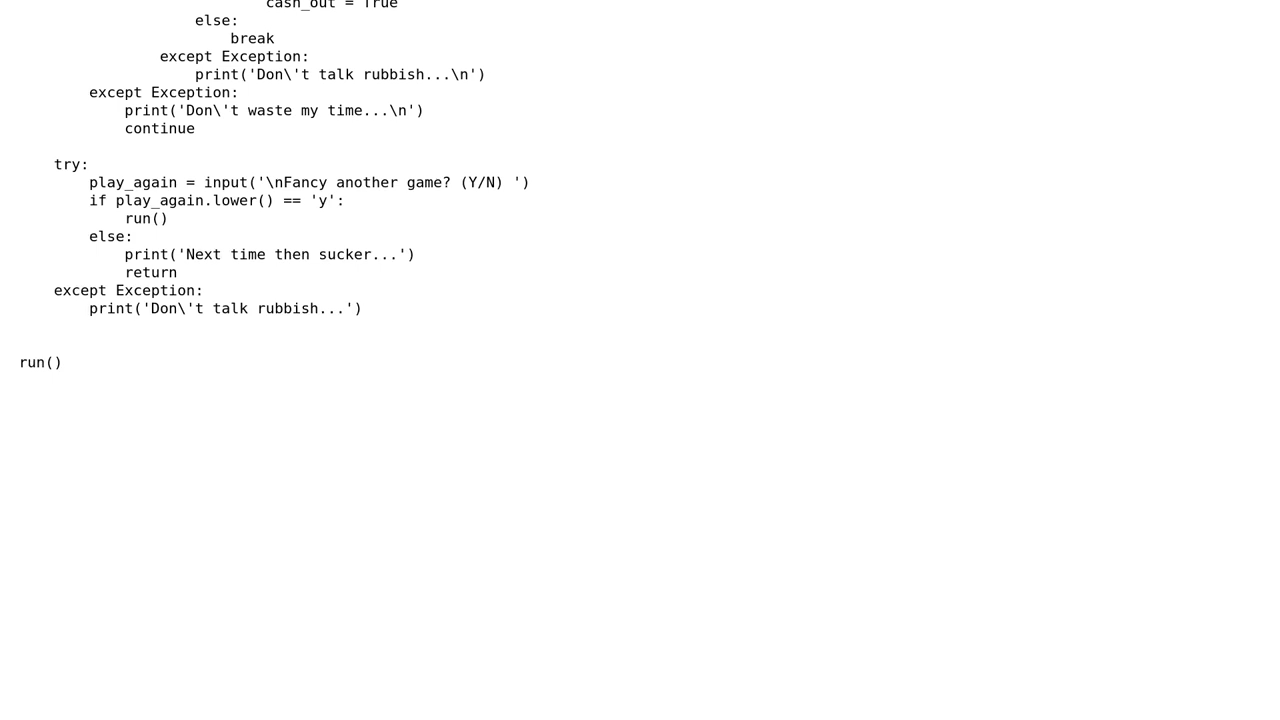 cash_out = True
                    else:
                        break
                except Exception:
                    print('Don\'t talk rubbish...\n')
        except Exception:
            print('Don\'t waste my time...\n')
            continue

    try:
        play_again = input('\nFancy another game? (Y/N) ')
        if play_again.lower() == 'y':
            run()
        else:
            print('Next time then sucker...')
            return
    except Exception:
        print('Don\'t talk rubbish...')


run()